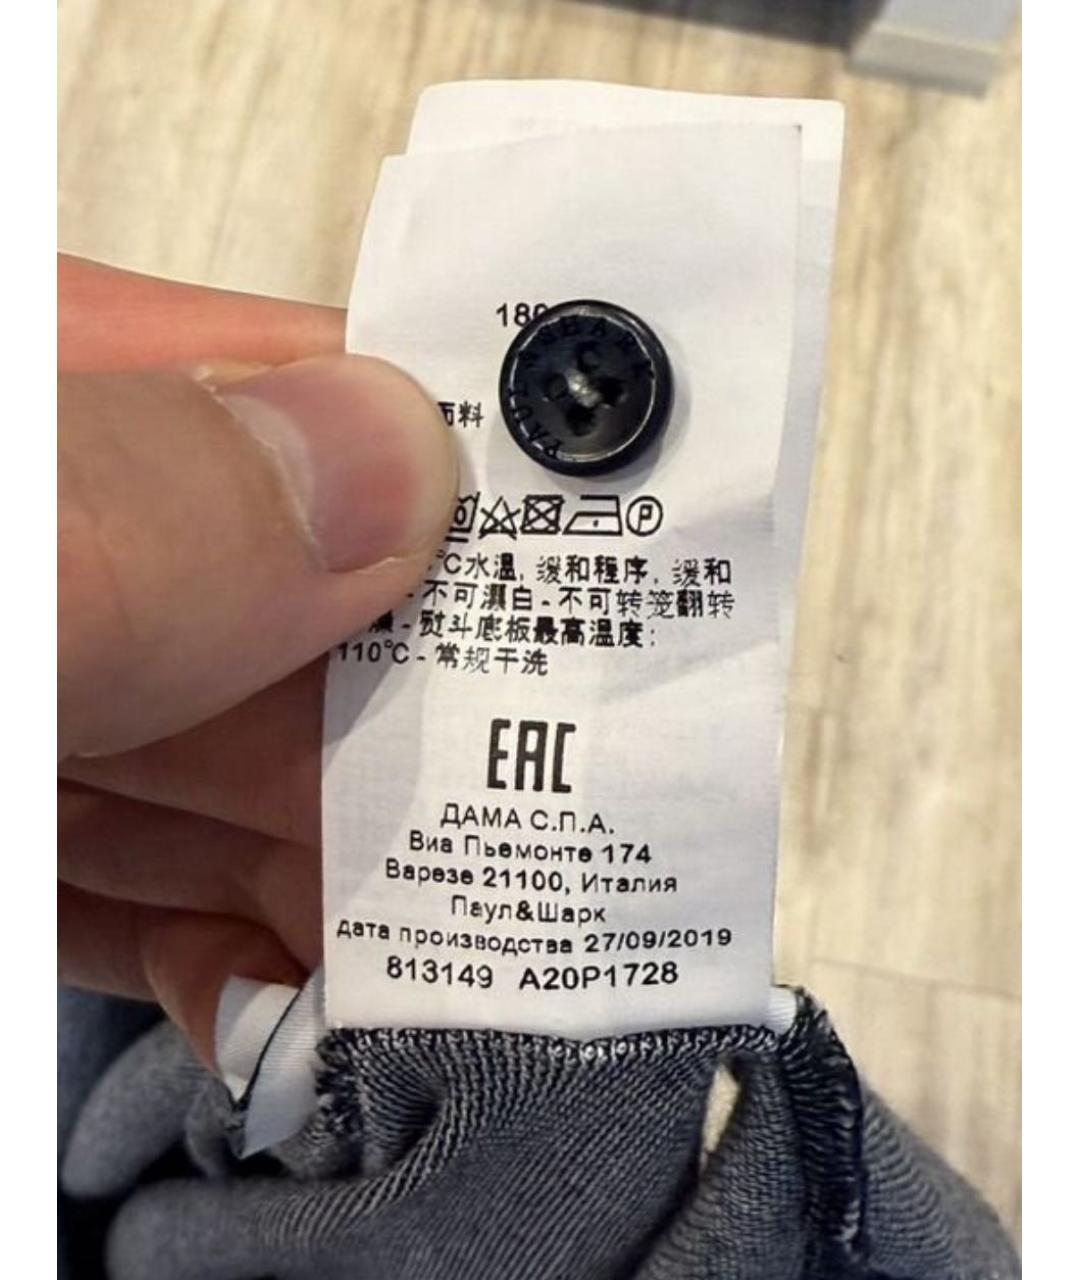 PAUL&SHARK
面料
℃水温, 缓和程序, 缓和
- 不可漂白 - 不可转笼翻转
- 熨斗底板最高温度:
110℃ - 常规干洗
EAC
ДАМА С.П.А.
Виа Пьемонте 174
Варезе 21100, Италия
Паул&Шарк
дата производства 27/09/2019
813149 A20P1728